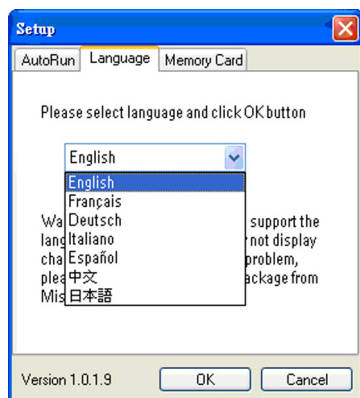 Setup
AutoRun Language Memory Card
Please select language and click OK button
English
English
Français
Wa Deutsch support the
lang Italiano not display
cha Español problem,
plea 中文 ackage from
Mis 日本語
Version 1.0.1.9 OK Cancel